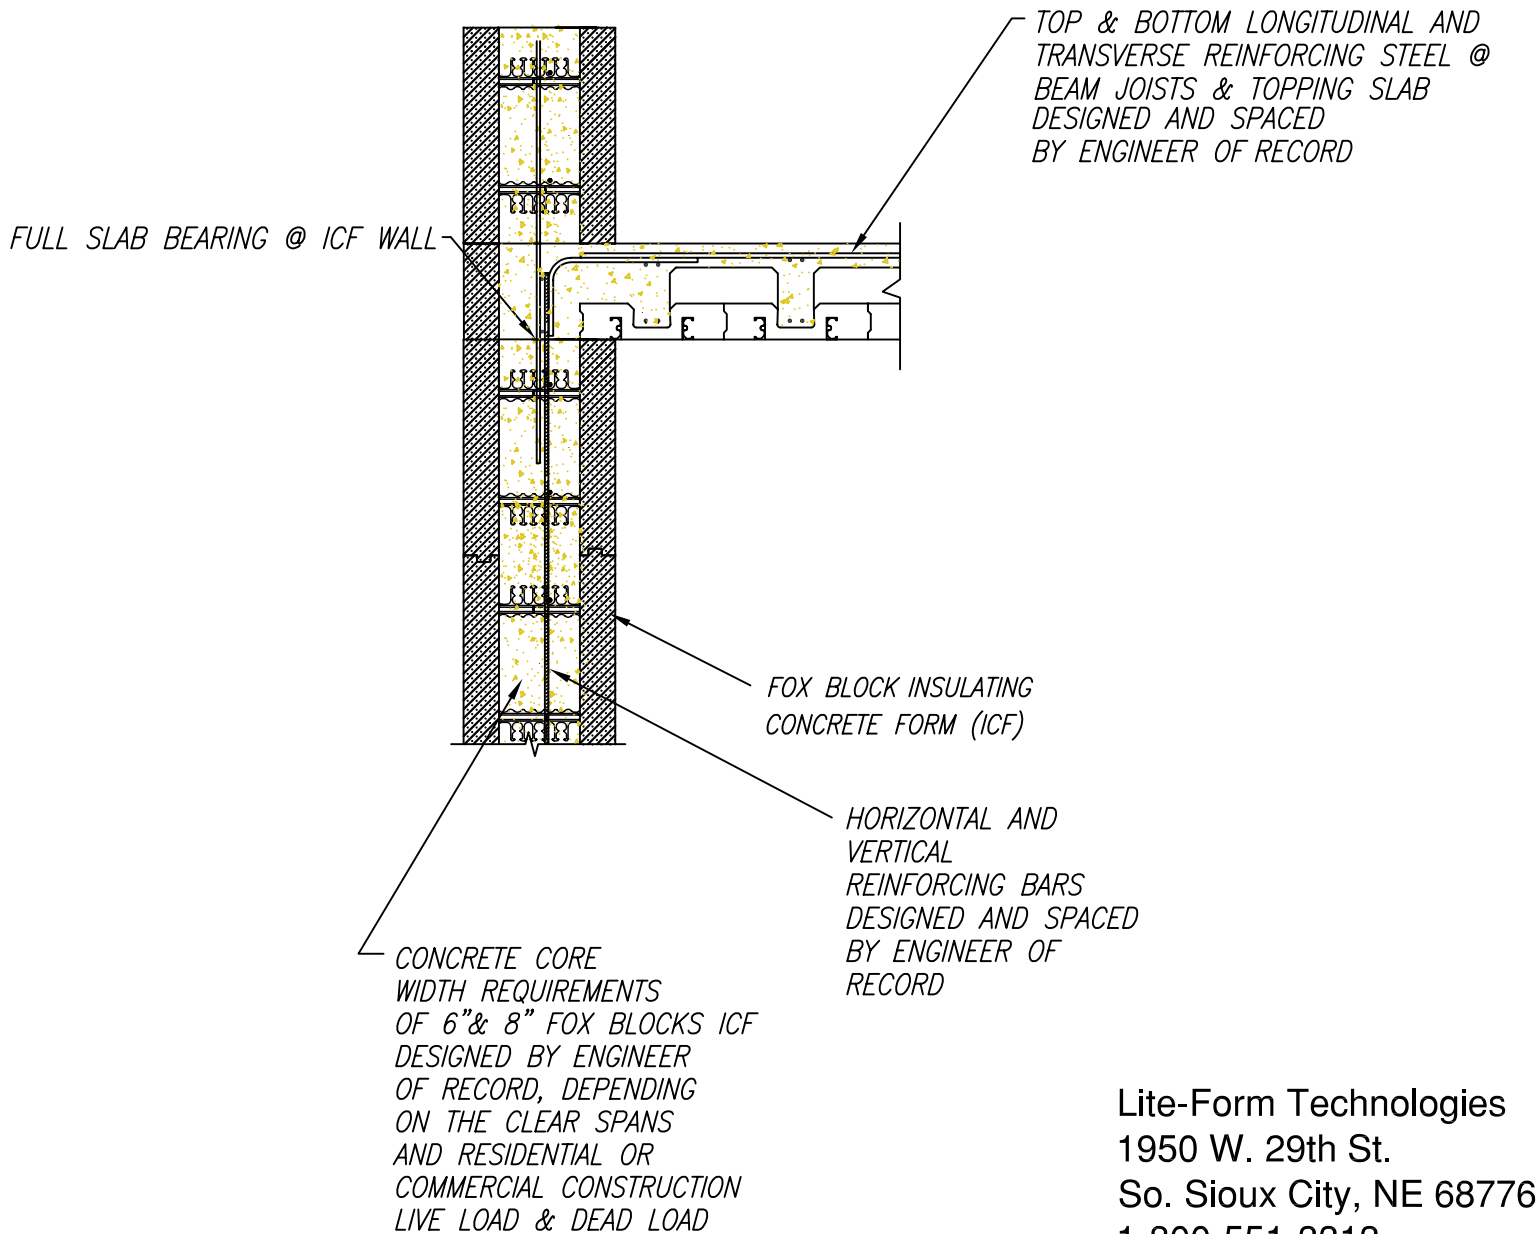 TOP & BOTTOM LONGITUDINAL AND
TRANSVERSE REINFORCING STEEL @
BEAM JOISTS & TOPPING SLAB
DESIGNED AND SPACED
BY ENGINEER OF RECORD
FULL SLAB BEARING @ ICF WALL
FOX BLOCK INSULATING
CONCRETE FORM (ICF)
HORIZONTAL AND
VERTICAL
REINFORCING BARS
DESIGNED AND SPACED
BY ENGINEER OF
RECORD
CONCRETE CORE
WIDTH REQUIREMENTS
OF 6”& 8” FOX BLOCKS ICF
DESIGNED BY ENGINEER
OF RECORD, DEPENDING
ON THE CLEAR SPANS
AND RESIDENTIAL OR
COMMERCIAL CONSTRUCTION
LIVE LOAD & DEAD LOAD
Lite-Form Technologies
1950 W. 29th St.
So. Sioux City, NE 68776